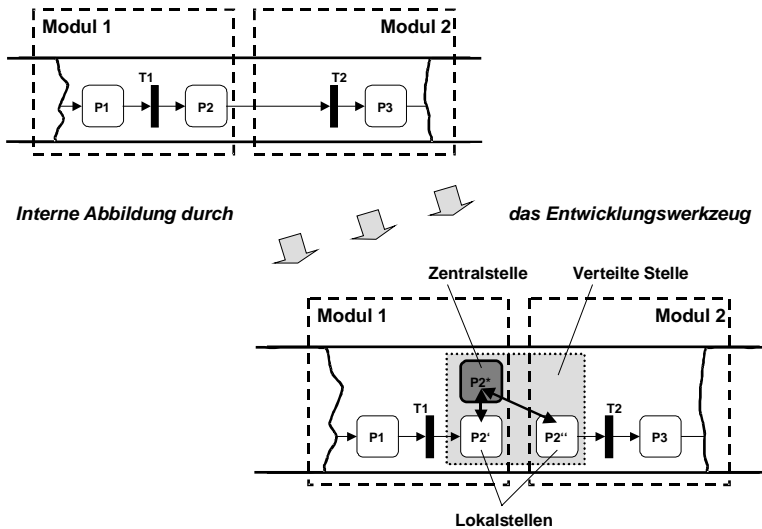 Modul 1
Modul 2
T1
T2
P1
P2
P3
Interne Abbildung durch
das Entwicklungswerkzeug
Zentralstelle
Verteilte Stelle
Modul 1
Modul 2
P2*
T1
T2
P1
P2‘
P2‘‘
P3
Lokalstellen